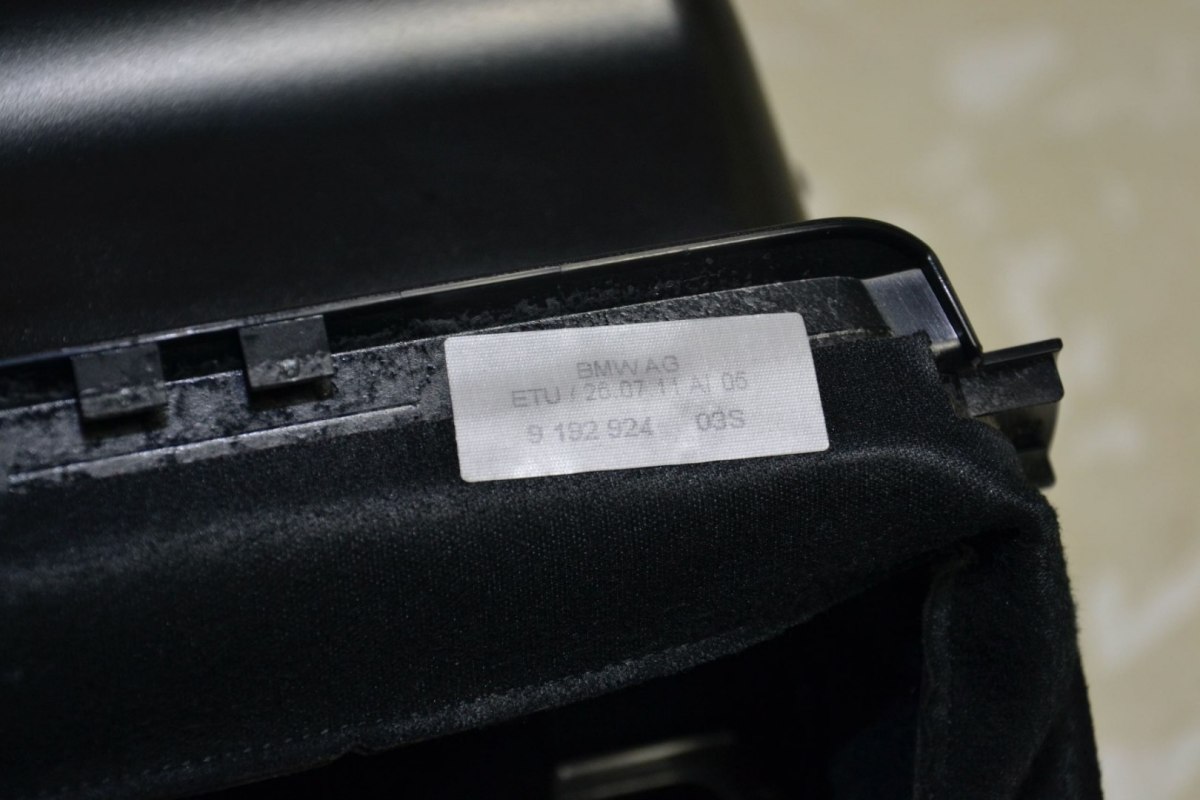 BMW AG
ETU / 26.07.11 AI 05
9 192 924 03S